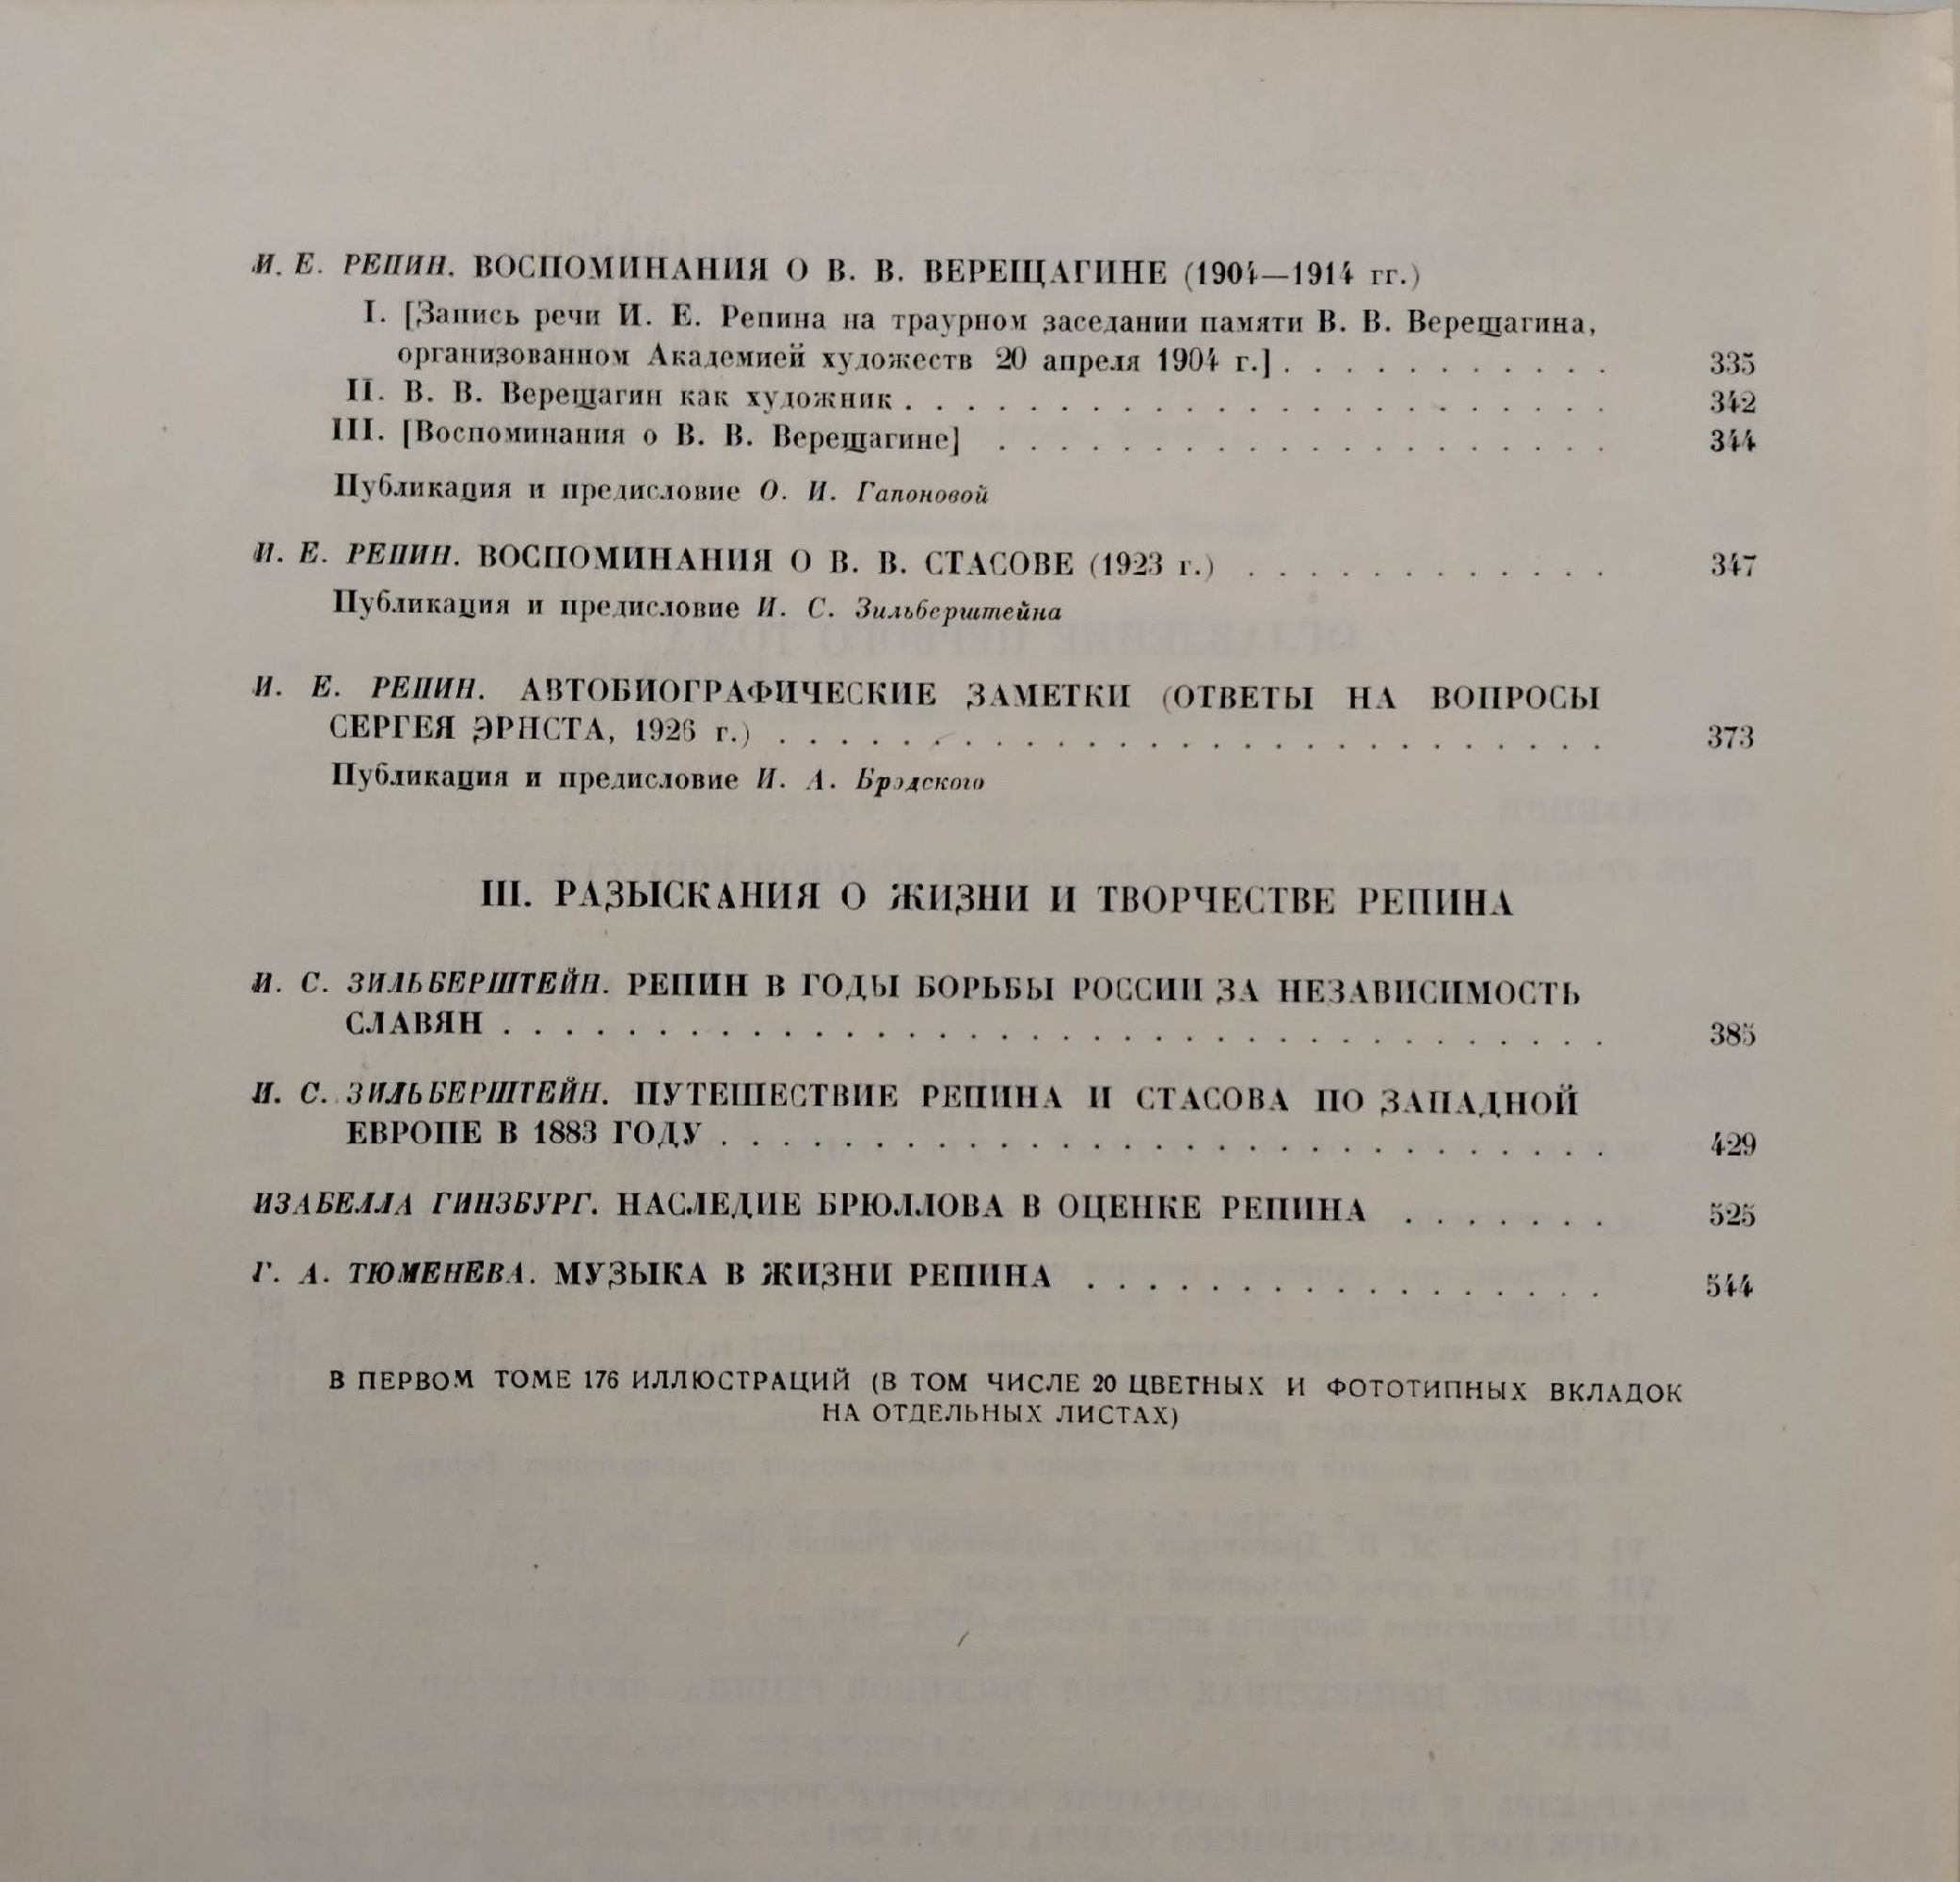 И. Е. РЕПИН. ВОСПОМИНАНИЯ О В. В. ВЕРЕЩАГИНЕ (1904—1914 гг.)
I. [Запись речи И. Е. Репина на траурном заседании памяти В. В. Верещагина,
организованном Академией художеств 20 апреля 1904 г.] . . . . . . . . . . . 335
II. В. В. Верещагин как художник . . . . . . . . . . . . . . . . . . . . . . . 342
III. [Воспоминания о В. В. Верещагине] . . . . . . . . . . . . . . . . . . . . 344
Публикация и предисловие О. И. Гапоновой
И. Е. РЕПИН. ВОСПОМИНАНИЯ О В. В. СТАСОВЕ (1923 г.) . . . . . . . . . . . . 347
Публикация и предисловие И. С. Зильберштейна
И. Е. РЕПИН. АВТОБИОГРАФИЧЕСКИЕ ЗАМЕТКИ (ОТВЕТЫ НА ВОПРОСЫ
СЕРГЕЯ ЭРНСТА, 1926 г.) . . . . . . . . . . . . . . . . . . . . . . . . . . . 373
Публикация и предисловие И. А. Бродского
III. РАЗЫСКАНИЯ О ЖИЗНИ И ТВОРЧЕСТВЕ РЕПИНА
И. С. ЗИЛЬБЕРШТЕЙН. РЕПИН В ГОДЫ БОРЬБЫ РОССИИ ЗА НЕЗАВИСИМОСТЬ
СЛАВЯН . . . . . . . . . . . . . . . . . . . . . . . . . . . . . . . . . . . . 385
И. С. ЗИЛЬБЕРШТЕЙН. ПУТЕШЕСТВИЕ РЕПИНА И СТАСОВА ПО ЗАПАДНОЙ
ЕВРОПЕ В 1883 ГОДУ . . . . . . . . . . . . . . . . . . . . . . . . . . . . . 429
ИЗАБЕЛЛА ГИНЗБУРГ. НАСЛЕДИЕ БРЮЛЛОВА В ОЦЕНКЕ РЕПИНА . . . . . . . 525
Г. А. ТЮМЕНЕВА. МУЗЫКА В ЖИЗНИ РЕПИНА . . . . . . . . . . . . . . . . . 544
В ПЕРВОМ ТОМЕ 176 ИЛЛЮСТРАЦИЙ (В ТОМ ЧИСЛЕ 20 ЦВЕТНЫХ И ФОТОТИПНЫХ ВКЛАДОК
НА ОТДЕЛЬНЫХ ЛИСТАХ)